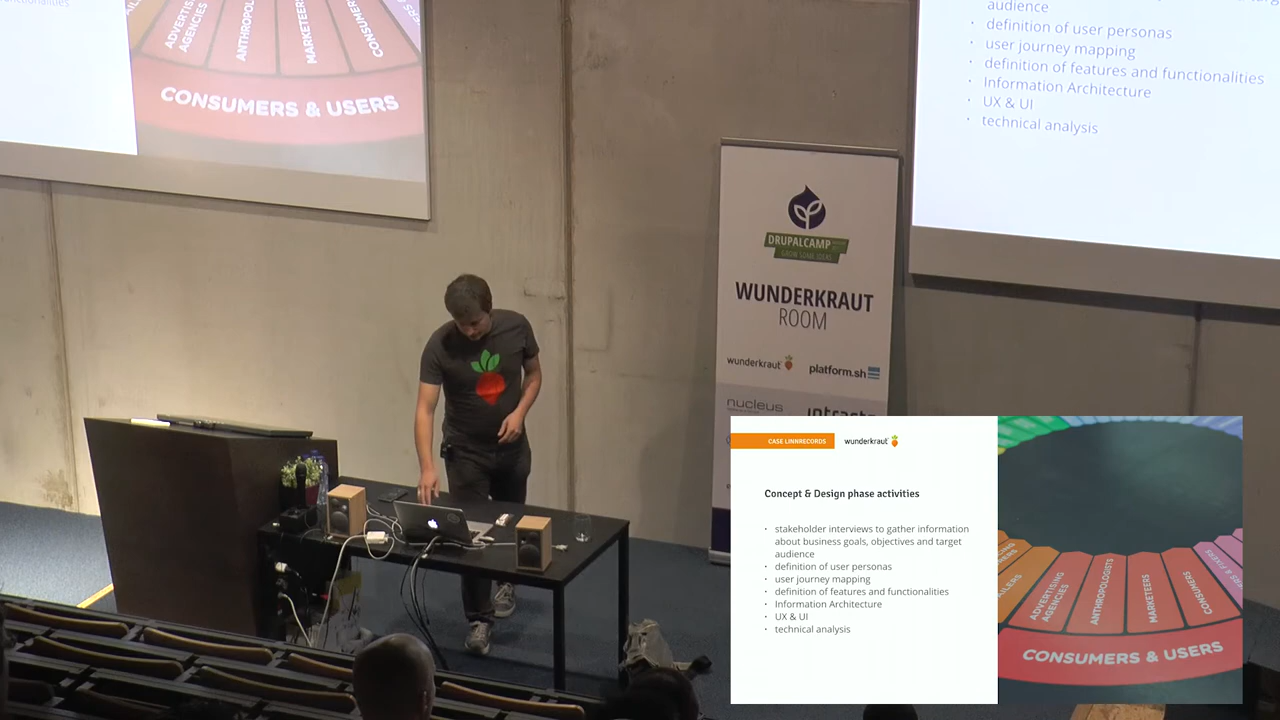 ADVERTISING
AGENCIES
MARKETEERS
CONSUMERS & USERS
audience
definition of user personas
user journey mapping
definition of features and functionalities
Information Architecture
UX & UI
technical analysis
DRUPALCAMP
WUNDERKRAUT
ROOM
wunderkraut
platform.sh
nucleus
CASE LINNRECORDS
wunderkraut
Concept & Design phase activities
· stakeholder interviews to gather information
about business goals, objectives and target
audience
· definition of user personas
· user journey mapping
· definition of features and functionalities
· Information Architecture
· UX & UI
· technical analysis
ADVERTISING
AGENCIES
ANTHROPOLOGISTS
MARKETEERS
CONSUMERS
CONSUMERS & USERS